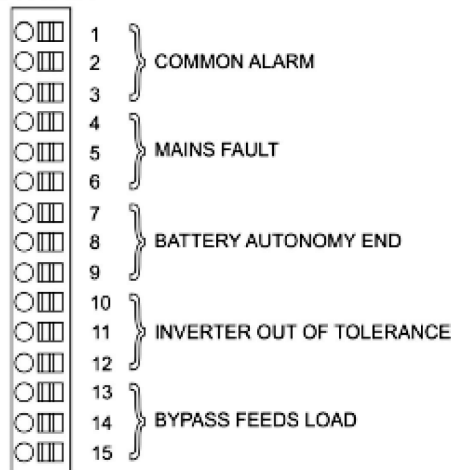 1
2 COMMON ALARM
3
4
5 MAINS FAULT
6
7
8 BATTERY AUTONOMY END
9
10
11 INVERTER OUT OF TOLERANCE
12
13
14 BYPASS FEEDS LOAD
15